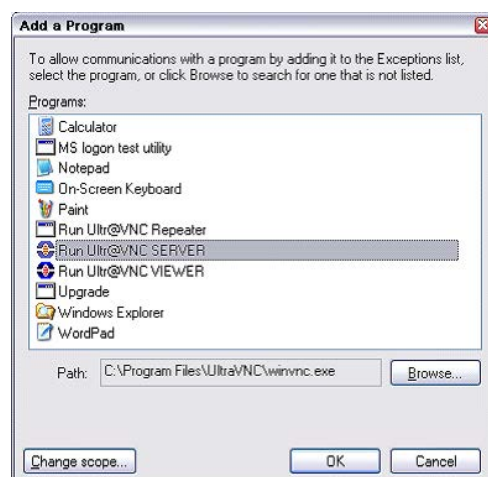 Add a Program
To allow communications with a program by adding it to the Exceptions list,
select the program, or click Browse to search for one that is not listed.
Programs:
Calculator
MS logon test utility
Notepad
On-Screen Keyboard
Paint
Run Ultr@VNC Repeater
Run Ultr@VNC SERVER
Run Ultr@VNC VIEWER
Upgrade
Windows Explorer
WordPad
Path: C:\Program Files\UltraVNC\winvnc.exe Browse...
Change scope... OK Cancel